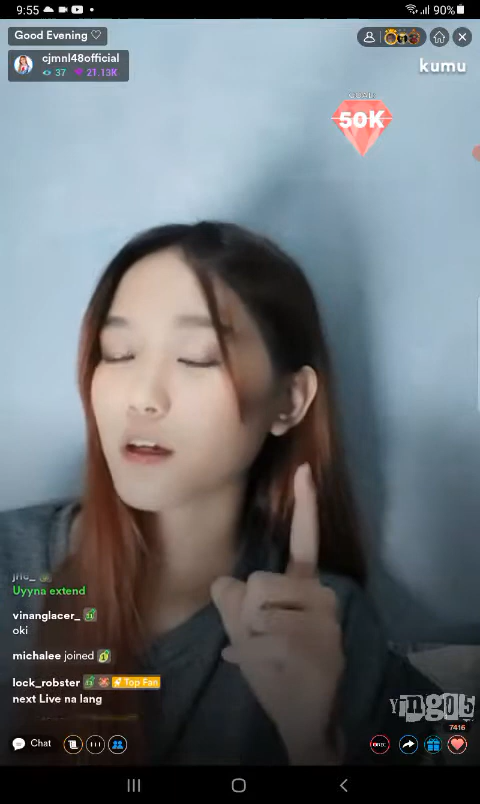 9:55
90%
Good Evening ♡
cjmnl48official
37
21.13K
kumu
50K
Uyyna extend
vinanglacer_
oki
michalee joined
lock_robster
Top Fan
next Live na lang
Chat
YJNG05
7416